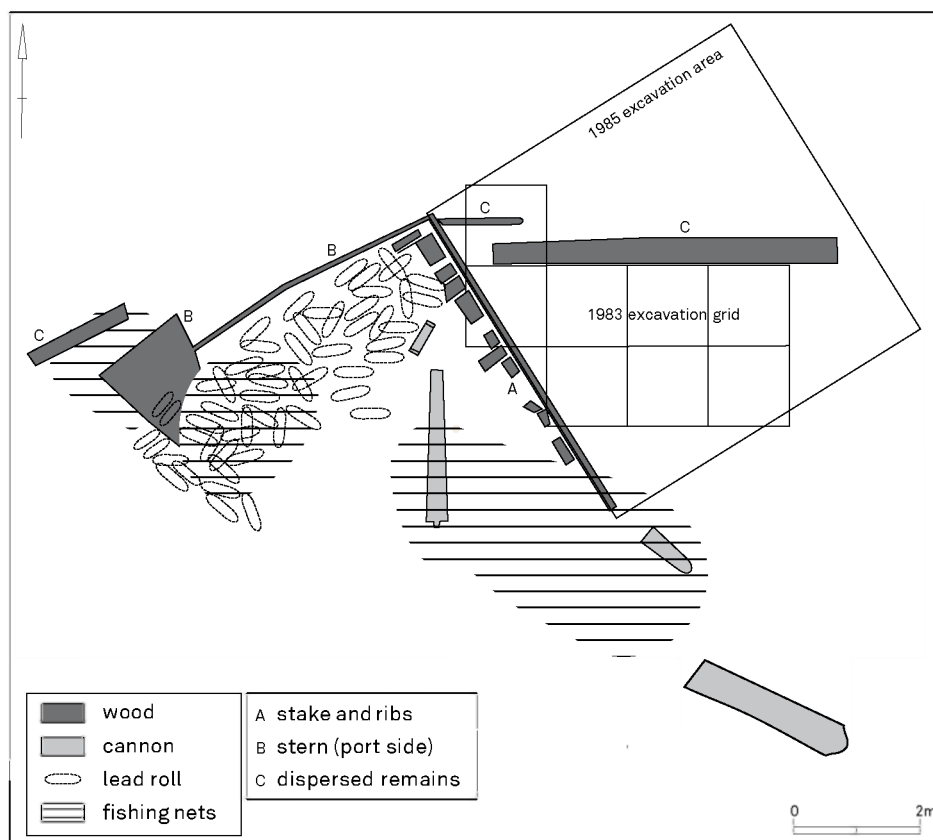 1985 excavation area
C
C
B
1983 excavation grid
C
B
A
wood
cannon
lead roll
fishing nets
A stake and ribs
B stern (port side)
C dispersed remains
0 2m